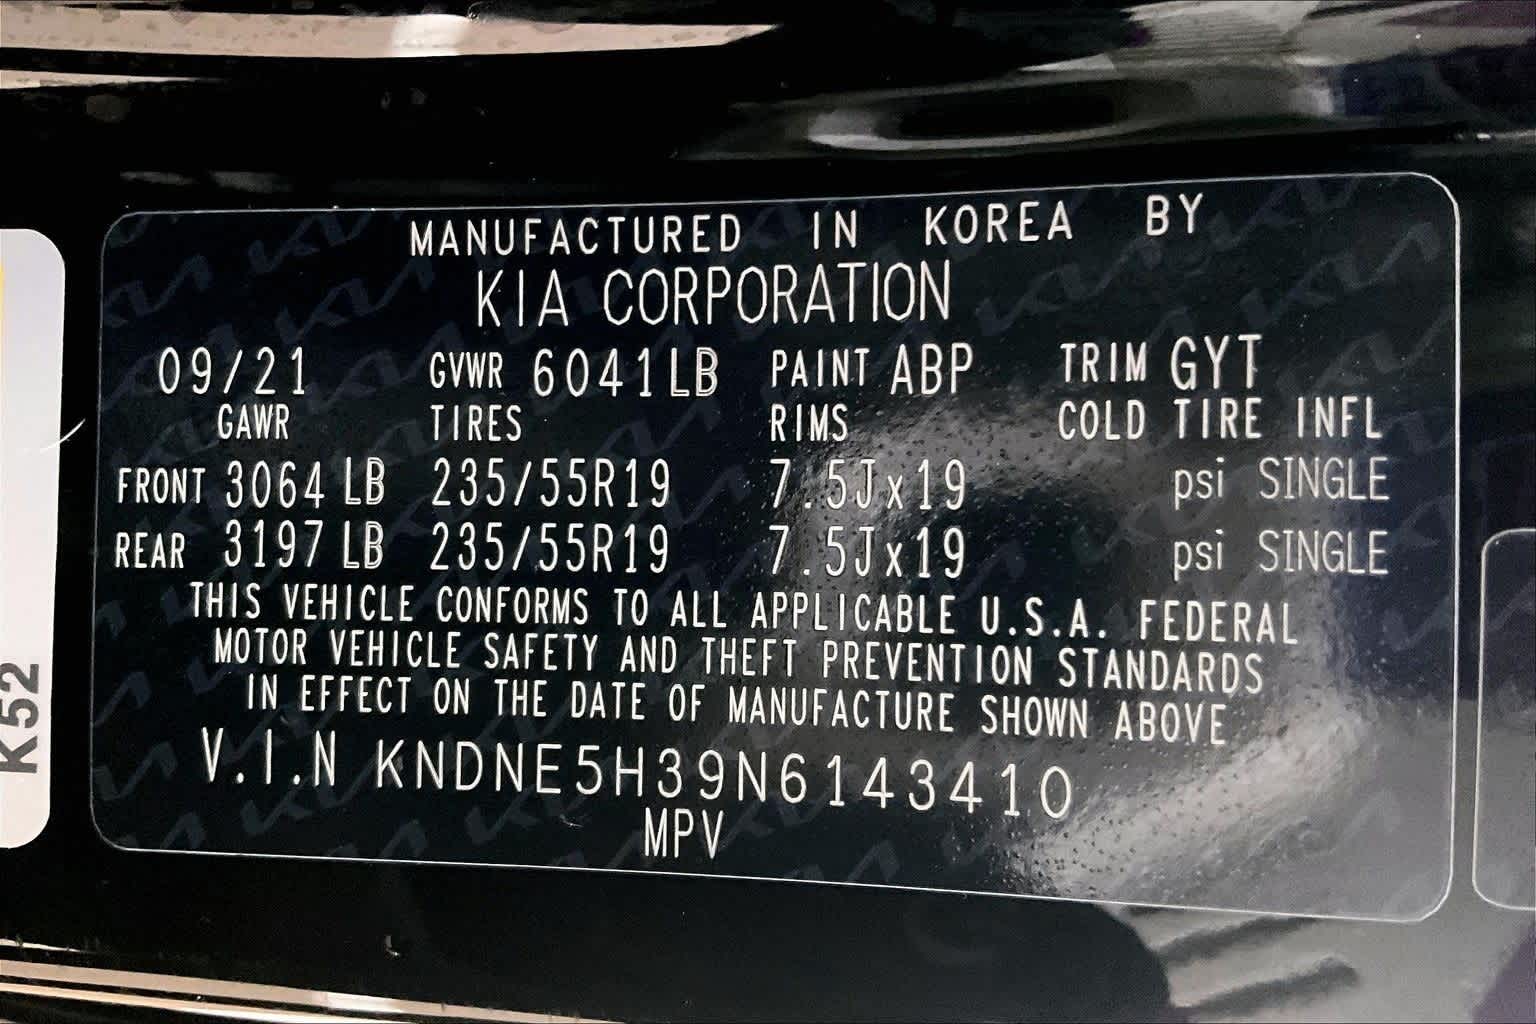 MANUFACTURED IN KOREA BY
KIA CORPORATION
09/21 GVWR 6041LB PAINT ABP TRIM GYT
GAWR TIRES RIMS COLD TIRE INFL
FRONT 3064 LB 235/55R19 7.5Jx19 psi SINGLE
REAR 3197 LB 235/55R19 7.5Jx19 psi SINGLE
THIS VEHICLE CONFORMS TO ALL APPLICABLE U.S.A. FEDERAL
MOTOR VEHICLE SAFETY AND THEFT PREVENTION STANDARDS
IN EFFECT ON THE DATE OF MANUFACTURE SHOWN ABOVE
V.I.N KNDNE5H39N6143410
MPV
K52